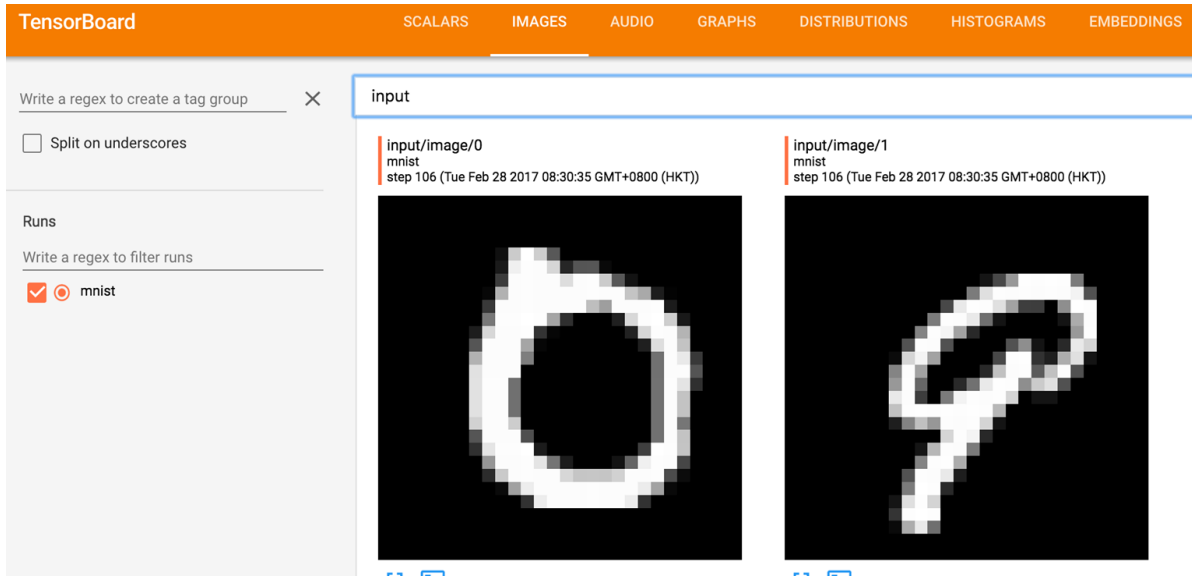 TensorBoard
SCALARS IMAGES AUDIO GRAPHS DISTRIBUTIONS HISTOGRAMS EMBEDDINGS
Write a regex to create a tag group
Split on underscores
Runs
Write a regex to filter runs
mnist
input
input/image/0
mnist
step 106 (Tue Feb 28 2017 08:30:35 GMT+0800 (HKT))
0
input/image/1
mnist
step 106 (Tue Feb 28 2017 08:30:35 GMT+0800 (HKT))
9